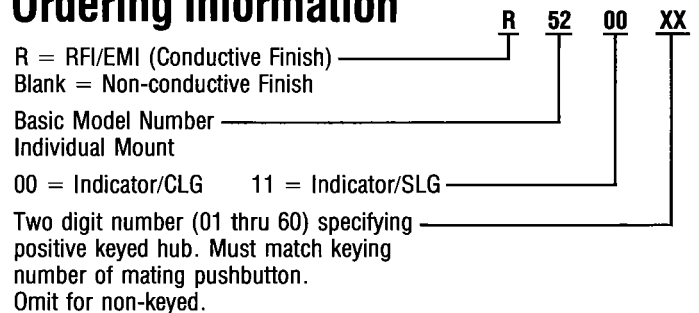 Ordering Information
R 52 00 XX
R = RFI/EMI (Conductive Finish)
Blank = Non-conductive Finish
Basic Model Number
Individual Mount
00 = Indicator/CLG 11 = Indicator/SLG
Two digit number (01 thru 60) specifying
positive keyed hub. Must match keying
number of mating pushbutton.
Omit for non-keyed.